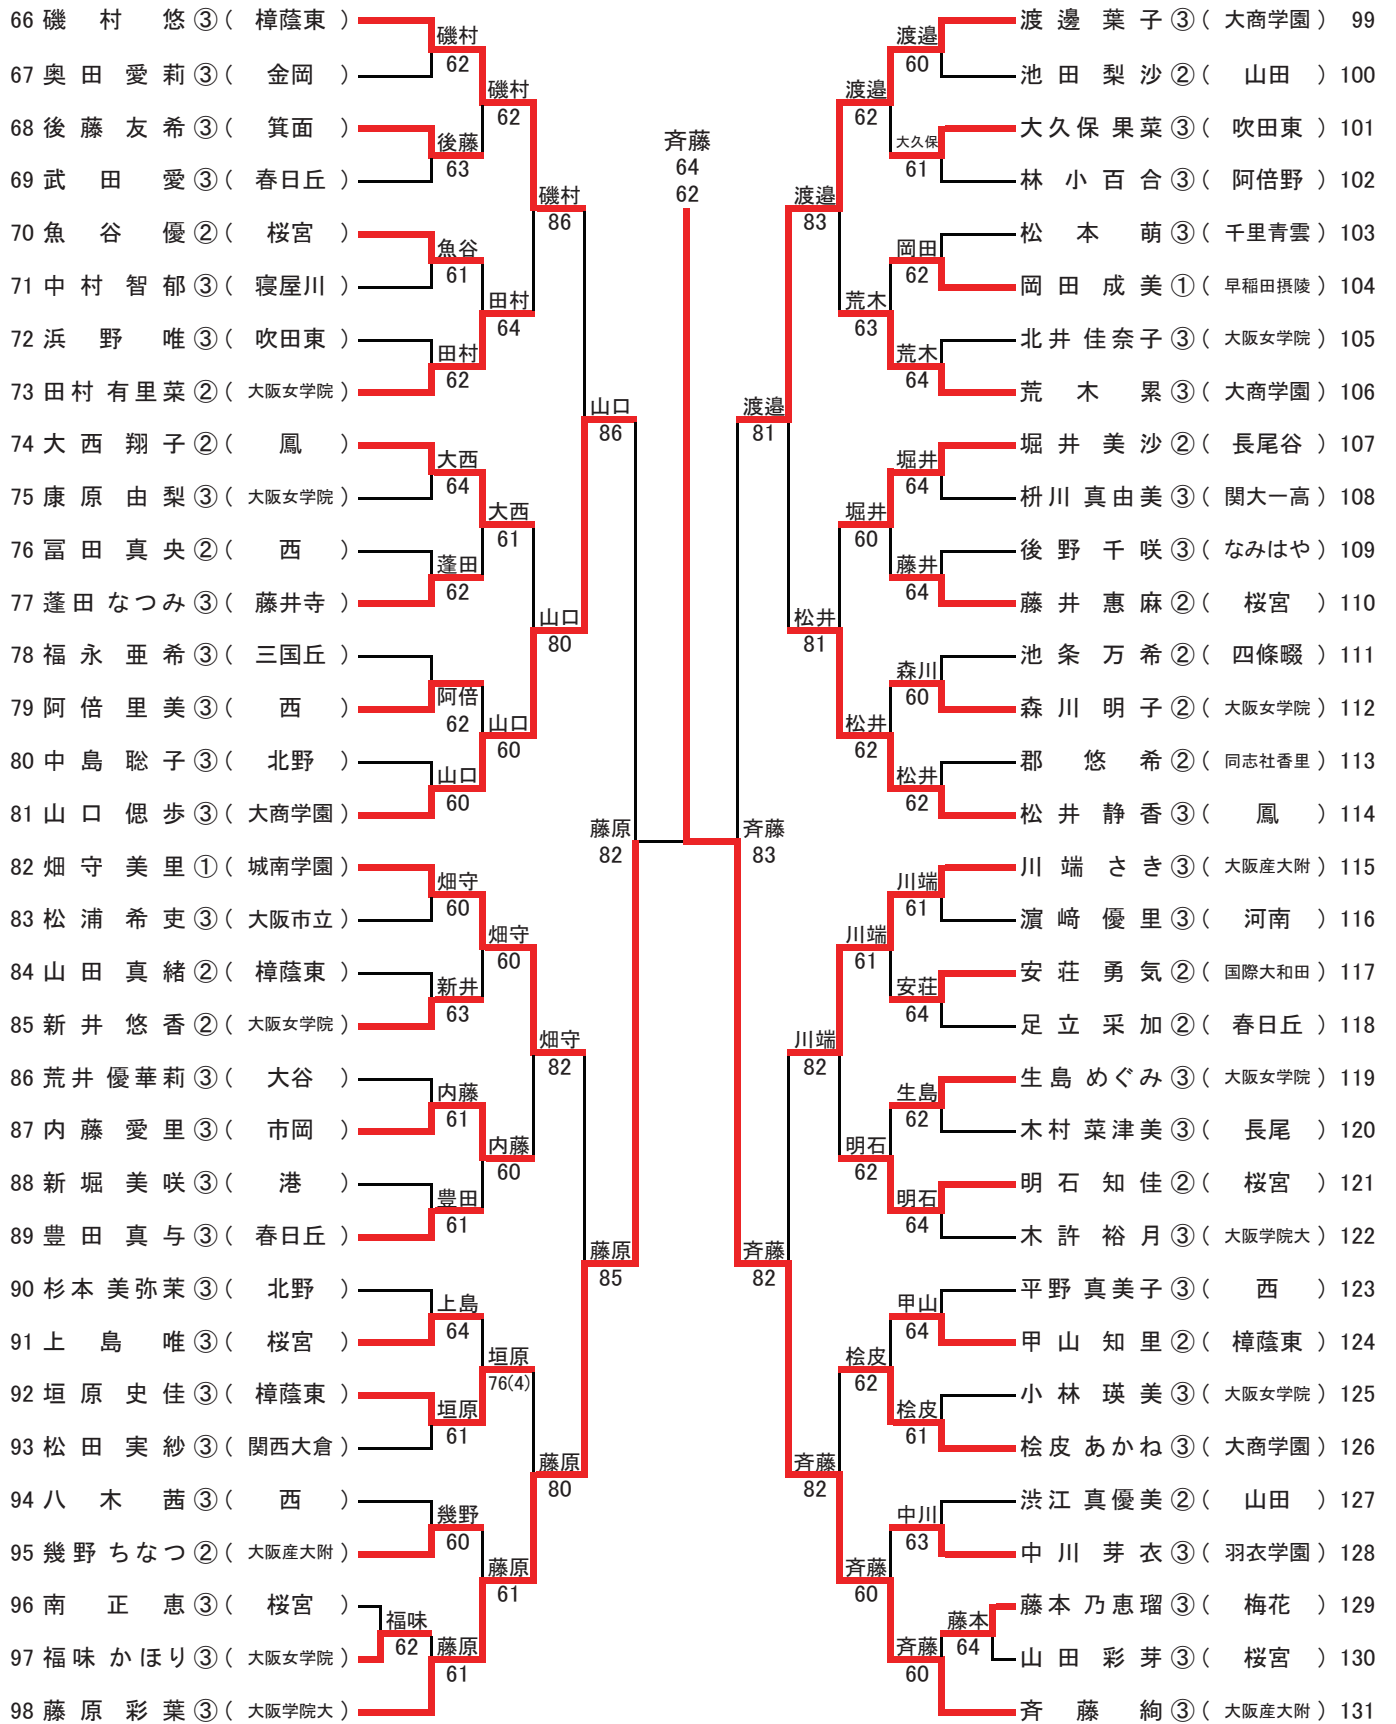 66 磯村 悠③(樟蔭東)
67 奥田 愛莉③(金岡)
68 後藤 友希③(箕面)
69 武田 愛③(春日丘)
70 魚谷 優②(桜宮)
71 中村 智郁③(寝屋川)
72 浜野 唯③(吹田東)
73 田村 有里菜②(大阪女学院)
74 大西 翔子②(鳳)
75 康原 由梨③(大阪女学院)
76 冨田 真央②(西)
77 蓬田 なつみ③(藤井寺)
78 福永 亜希③(三国丘)
79 阿倍 里美③(西)
80 中島 聡子③(北野)
81 山口 偲歩③(大商学園)
82 畑守 美里①(城南学園)
83 松浦 希吏③(大阪市立)
84 山田 真緒②(樟蔭東)
85 新井 悠香②(大阪女学院)
86 荒井 優華莉③(大谷)
87 内藤 愛里③(市岡)
88 新堀 美咲③(港)
89 豊田 真与③(春日丘)
90 杉本 美弥茉③(北野)
91 上島 唯③(桜宮)
92 垣原 史佳③(樟蔭東)
93 松田 実紗③(関西大倉)
94 八木 茜③(西)
95 幾野 ちなつ②(大阪産大附)
96 南 正恵③(桜宮)
97 福味 かほり③(大阪女学院)
98 藤原 彩葉③(大阪学院大)
磯村
62
後藤
63
魚谷
61
田村
62
大西
64
蓬田
62
阿倍
62
山口
60
畑守
60
新井
63
内藤
61
豊田
61
上島
64
垣原
61
幾野
60
福味
62
藤原
61
磯村
62
田村
64
大西
61
山口
60
畑守
60
内藤
60
垣原
76(4)
藤原
61
磯村
86
山口
80
畑守
82
藤原
80
山口
86
藤原
85
藤原
82
斉藤
64
62
斉藤
83
渡邉
81
斉藤
82
渡邉
83
松井
81
川端
82
斉藤
82
渡邉
62
荒木
63
堀井
60
松井
62
川端
61
明石
62
桧皮
62
斉藤
60
渡邉
60
大久保
61
岡田
62
荒木
64
堀井
64
藤井
64
森川
60
松井
62
川端
61
安荘
64
生島
62
明石
64
甲山
64
桧皮
61
中川
63
藤本
64
斉藤
60
渡邊 葉子③(大商学園) 99
池田 梨沙②(山田) 100
大久保 果菜③(吹田東) 101
林 小百合③(阿倍野) 102
松本 萌③(千里青雲) 103
岡田 成美①(早稲田摂陵) 104
北井 佳奈子③(大阪女学院) 105
荒木 累③(大商学園) 106
堀井 美沙②(長尾谷) 107
枡川 真由美③(関大一高) 108
後野 千咲③(なみはや) 109
藤井 惠麻②(桜宮) 110
池条 万希②(四條畷) 111
森川 明子②(大阪女学院) 112
郡 悠希②(同志社香里) 113
松井 静香③(鳳) 114
川端 さき③(大阪産大附) 115
濵﨑 優里③(河南) 116
安荘 勇気②(国際大和田) 117
足立 采加②(春日丘) 118
生島 めぐみ③(大阪女学院) 119
木村 菜津美③(長尾) 120
明石 知佳②(桜宮) 121
木許 裕月③(大阪学院大) 122
平野 真美子③(西) 123
甲山 知里②(樟蔭東) 124
小林 瑛美③(大阪女学院) 125
桧皮 あかね③(大商学園) 126
渋江 真優美②(山田) 127
中川 芽衣③(羽衣学園) 128
藤本 乃恵瑠③(梅花) 129
山田 彩芽③(桜宮) 130
斉藤 絢③(大阪産大附) 131